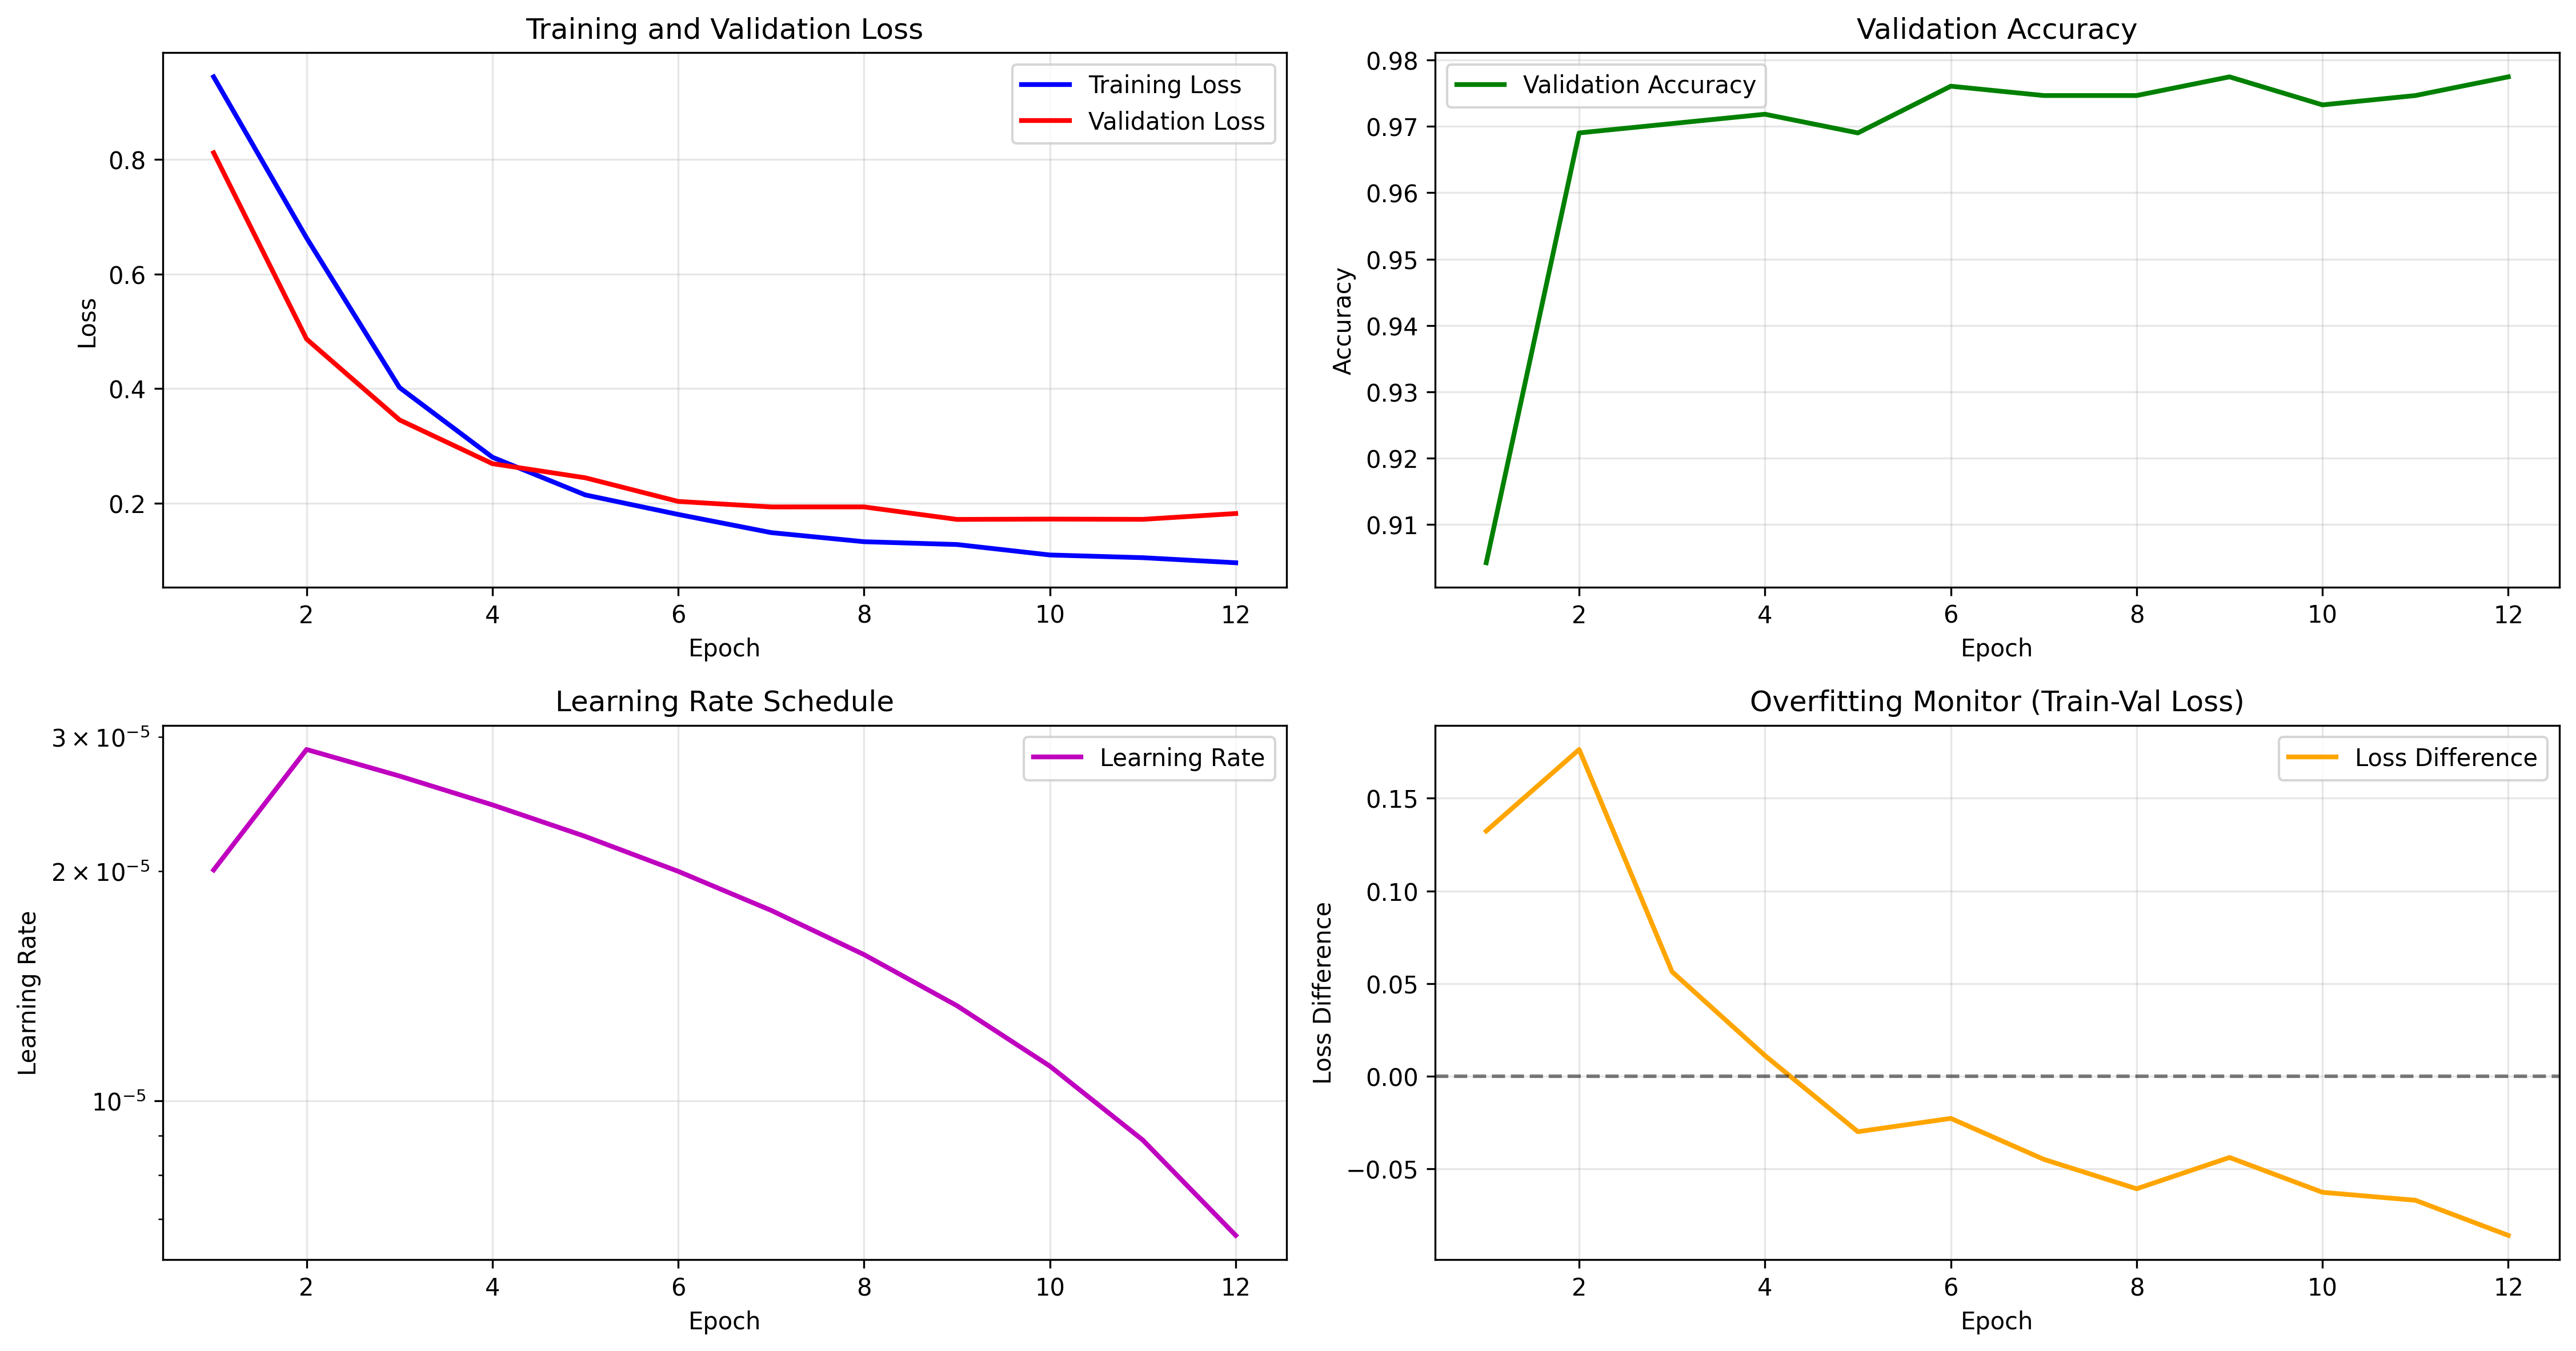 Training and Validation Loss
Training Loss
Validation Loss
Loss
0.8
0.6
0.4
0.2
2 4 6 8 10 12
Epoch
Validation Accuracy
Validation Accuracy
Accuracy
0.98
0.97
0.96
0.95
0.94
0.93
0.92
0.91
2 4 6 8 10 12
Epoch
Learning Rate Schedule
Learning Rate
Learning Rate
3 × 10⁻⁵
2 × 10⁻⁵
10⁻⁵
2 4 6 8 10 12
Epoch
Overfitting Monitor (Train-Val Loss)
Loss Difference
Loss Difference
0.15
0.10
0.05
0.00
−0.05
2 4 6 8 10 12
Epoch